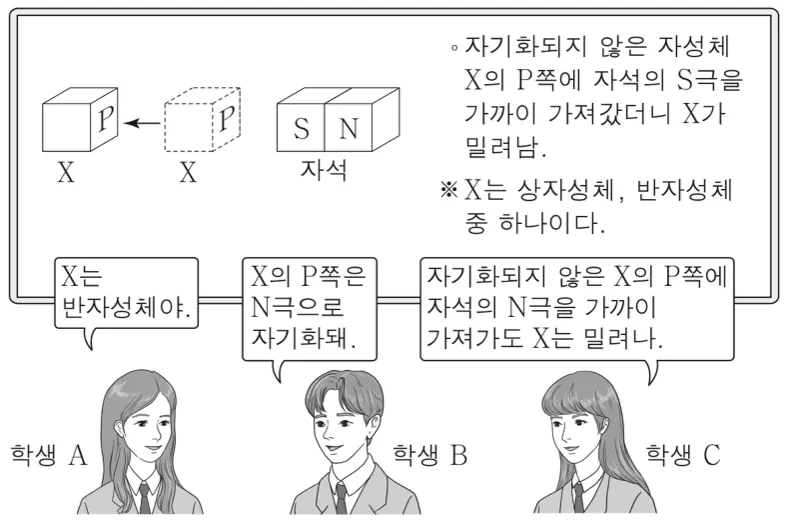 ◦자기화되지 않은 자성체
X의 P쪽에 자석의 S극을
가까이 가져갔더니 X가
밀려남.
※X는 상자성체, 반자성체
중 하나이다.
P
P
S N
X
X
자석
X는
반자성체야.
X의 P쪽은
N극으로
자기화돼.
자기화되지 않은 X의 P쪽에
자석의 N극을 가까이
가져가도 X는 밀려나.
학생 A
학생 B
학생 C